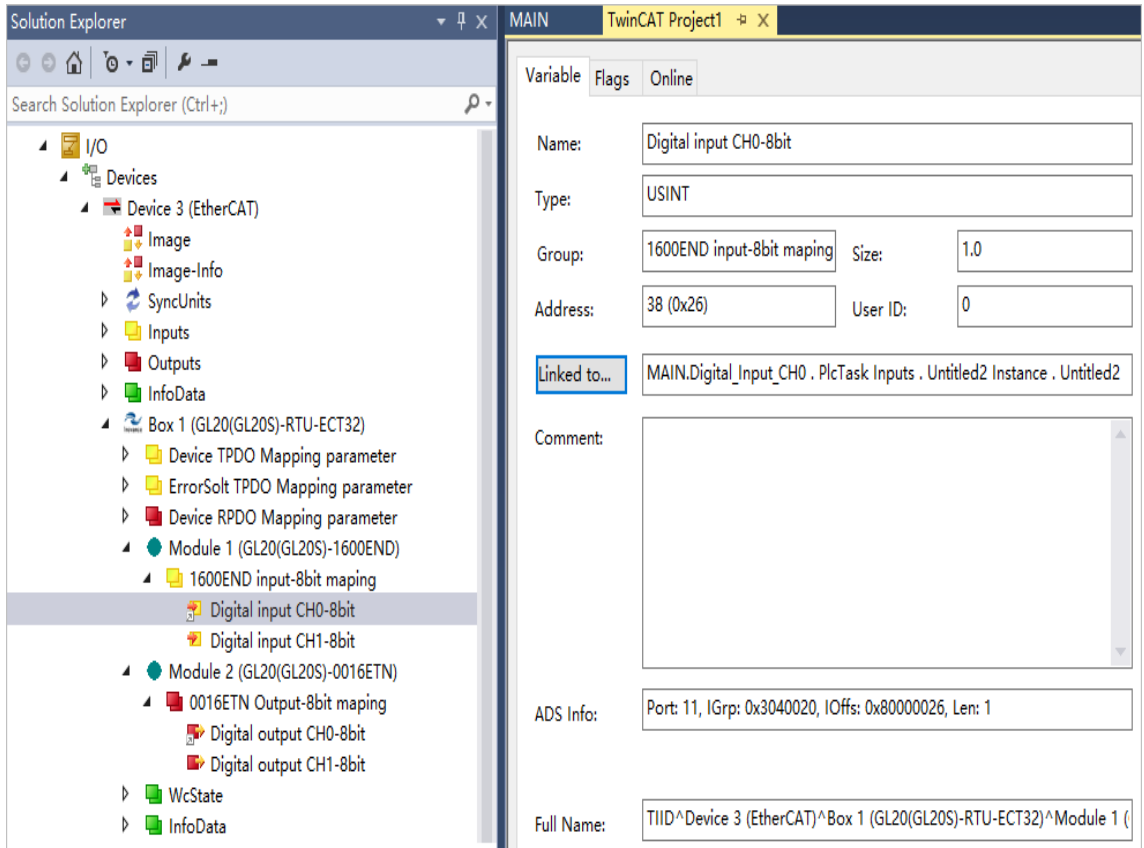 Solution Explorer
Search Solution Explorer (Ctrl+;)
I/O
Devices
Device 3 (EtherCAT)
Image
Image-Info
SyncUnits
Inputs
Outputs
InfoData
Box 1 (GL20(GL20S)-RTU-ECT32)
Device TPDO Mapping parameter
ErrorSolt TPDO Mapping parameter
Device RPDO Mapping parameter
Module 1 (GL20(GL20S)-1600END)
1600END input-8bit maping
Digital input CH0-8bit
Digital input CH1-8bit
Module 2 (GL20(GL20S)-0016ETN)
0016ETN Output-8bit maping
Digital output CH0-8bit
Digital output CH1-8bit
WcState
InfoData
MAIN TwinCAT Project1
Variable Flags Online
Name: Digital input CH0-8bit
Type: USINT
Group: 1600END input-8bit maping Size: 1.0
Address: 38 (0x26) User ID: 0
Linked to... MAIN.Digital_Input_CH0 . PlcTask Inputs . Untitled2 Instance . Untitled2
Comment:
ADS Info: Port: 11, IGrp: 0x3040020, IOffs: 0x80000026, Len: 1
Full Name: TIID^Device 3 (EtherCAT)^Box 1 (GL20(GL20S)-RTU-ECT32)^Module 1 (